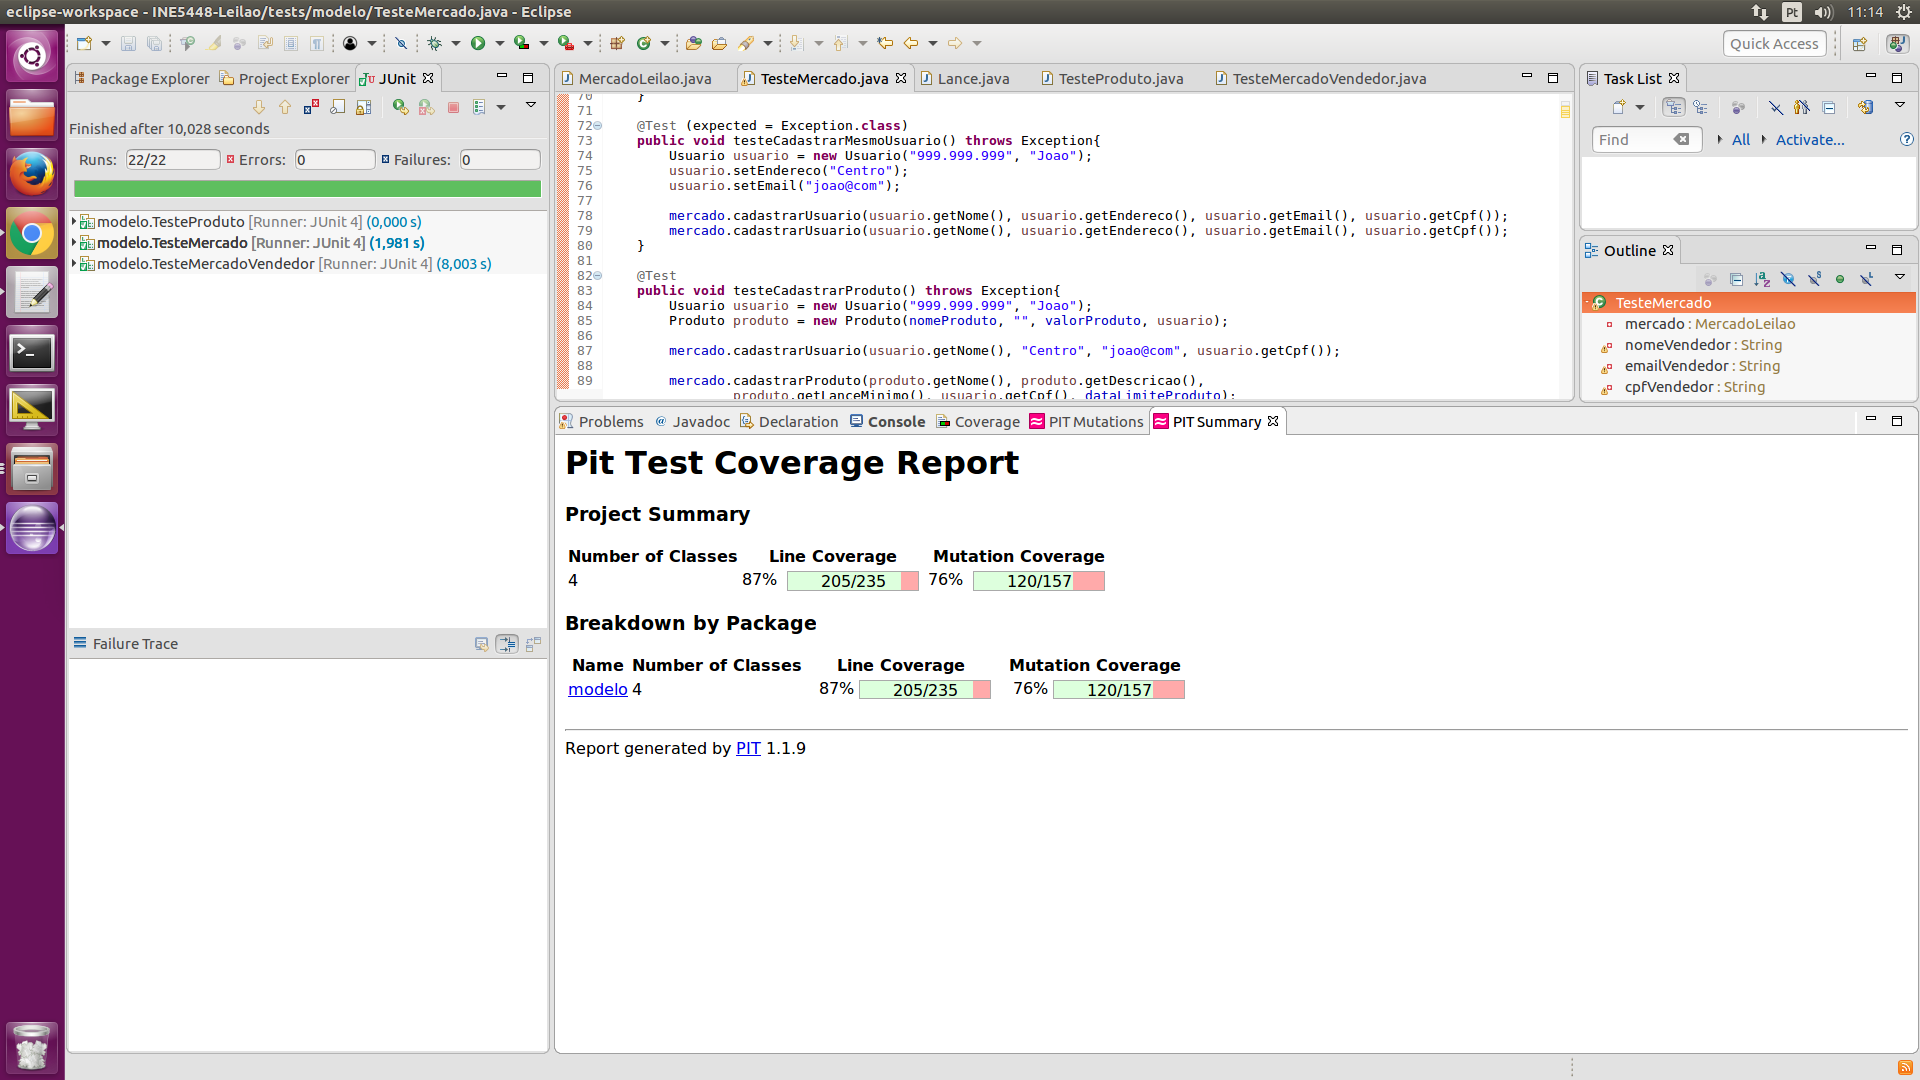 eclipse-workspace - INE5448-Leilao/tests/modelo/TesteMercado.java - Eclipse
Pt 11:14
Quick Access
Package Explorer Project Explorer JUnit
Finished after 10,028 seconds
Runs: 22/22 Errors: 0 Failures: 0
modelo.TesteProduto [Runner: JUnit 4] (0,000 s)
modelo.TesteMercado [Runner: JUnit 4] (1,981 s)
modelo.TesteMercadoVendedor [Runner: JUnit 4] (8,003 s)
Failure Trace
MercadoLeilao.java TesteMercado.java Lance.java TesteProduto.java TesteMercadoVendedor.java
70 }
71
72 @Test (expected = Exception.class)
73 public void testeCadastrarMesmoUsuario() throws Exception{
74 Usuario usuario = new Usuario("999.999.999", "Joao");
75 usuario.setEndereco("Centro");
76 usuario.setEmail("joao@com");
77
78 mercado.cadastrarUsuario(usuario.getNome(), usuario.getEndereco(), usuario.getEmail(), usuario.getCpf());
79 mercado.cadastrarUsuario(usuario.getNome(), usuario.getEndereco(), usuario.getEmail(), usuario.getCpf());
80 }
81
82 @Test
83 public void testeCadastrarProduto() throws Exception{
84 Usuario usuario = new Usuario("999.999.999", "Joao");
85 Produto produto = new Produto(nomeProduto, "", valorProduto, usuario);
86
87 mercado.cadastrarUsuario(usuario.getNome(), "Centro", "joao@com", usuario.getCpf());
88
89 mercado.cadastrarProduto(produto.getNome(), produto.getDescricao(),
produto.getLanceMinimo(), usuario.getCpf(), dataLimiteProduto);
Task List
Find All Activate...
Outline
TesteMercado
mercado : MercadoLeilao
nomeVendedor : String
emailVendedor : String
cpfVendedor : String
Problems Javadoc Declaration Console Coverage PIT Mutations PIT Summary
Pit Test Coverage Report
Project Summary
Number of Classes Line Coverage Mutation Coverage
4 87% 205/235 76% 120/157
Breakdown by Package
Name Number of Classes Line Coverage Mutation Coverage
modelo 4 87% 205/235 76% 120/157
Report generated by PIT 1.1.9